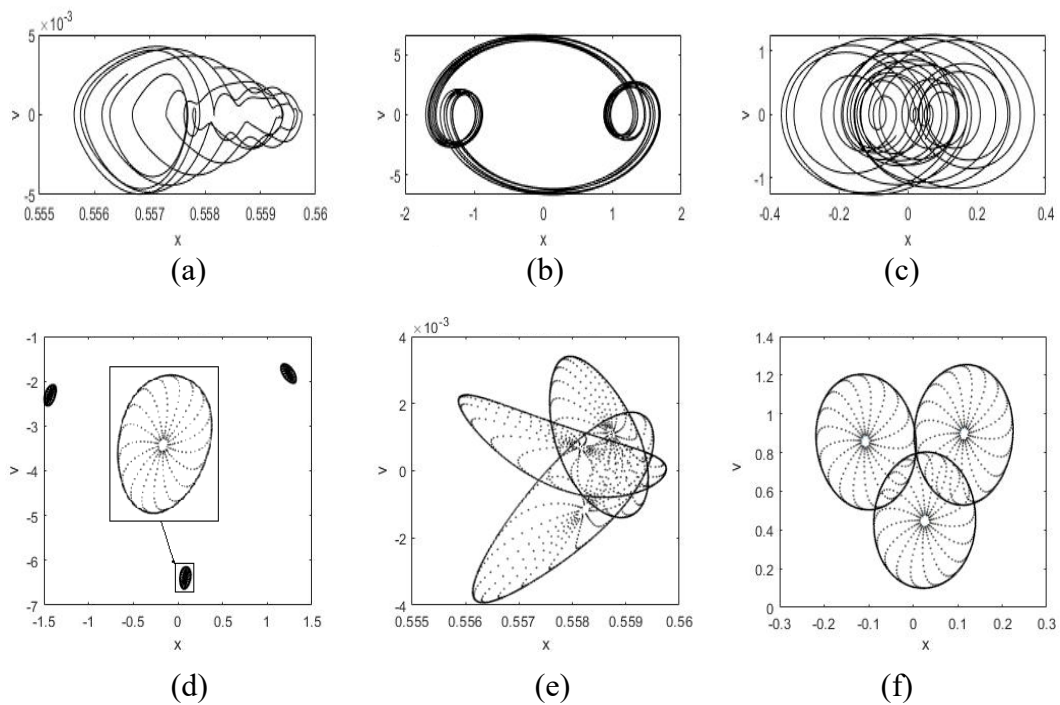 ×10⁻³
5
0
-5
v
0.555 0.556 0.557 0.558 0.559 0.56
x
(a)
5
0
-5
v
-2 -1 0 1 2
x
(b)
1
0
-1
v
-0.4 -0.2 0 0.2 0.4
x
(c)
-1
-2
-3
-4
-5
-6
-7
v
-1.5 -1 -0.5 0 0.5 1 1.5
x
(d)
×10⁻³
4
2
0
-2
-4
v
0.555 0.556 0.557 0.558 0.559 0.56
x
(e)
1.4
1.2
1
0.8
0.6
0.4
0.2
0
v
-0.3 -0.2 -0.1 0 0.1 0.2 0.3
x
(f)